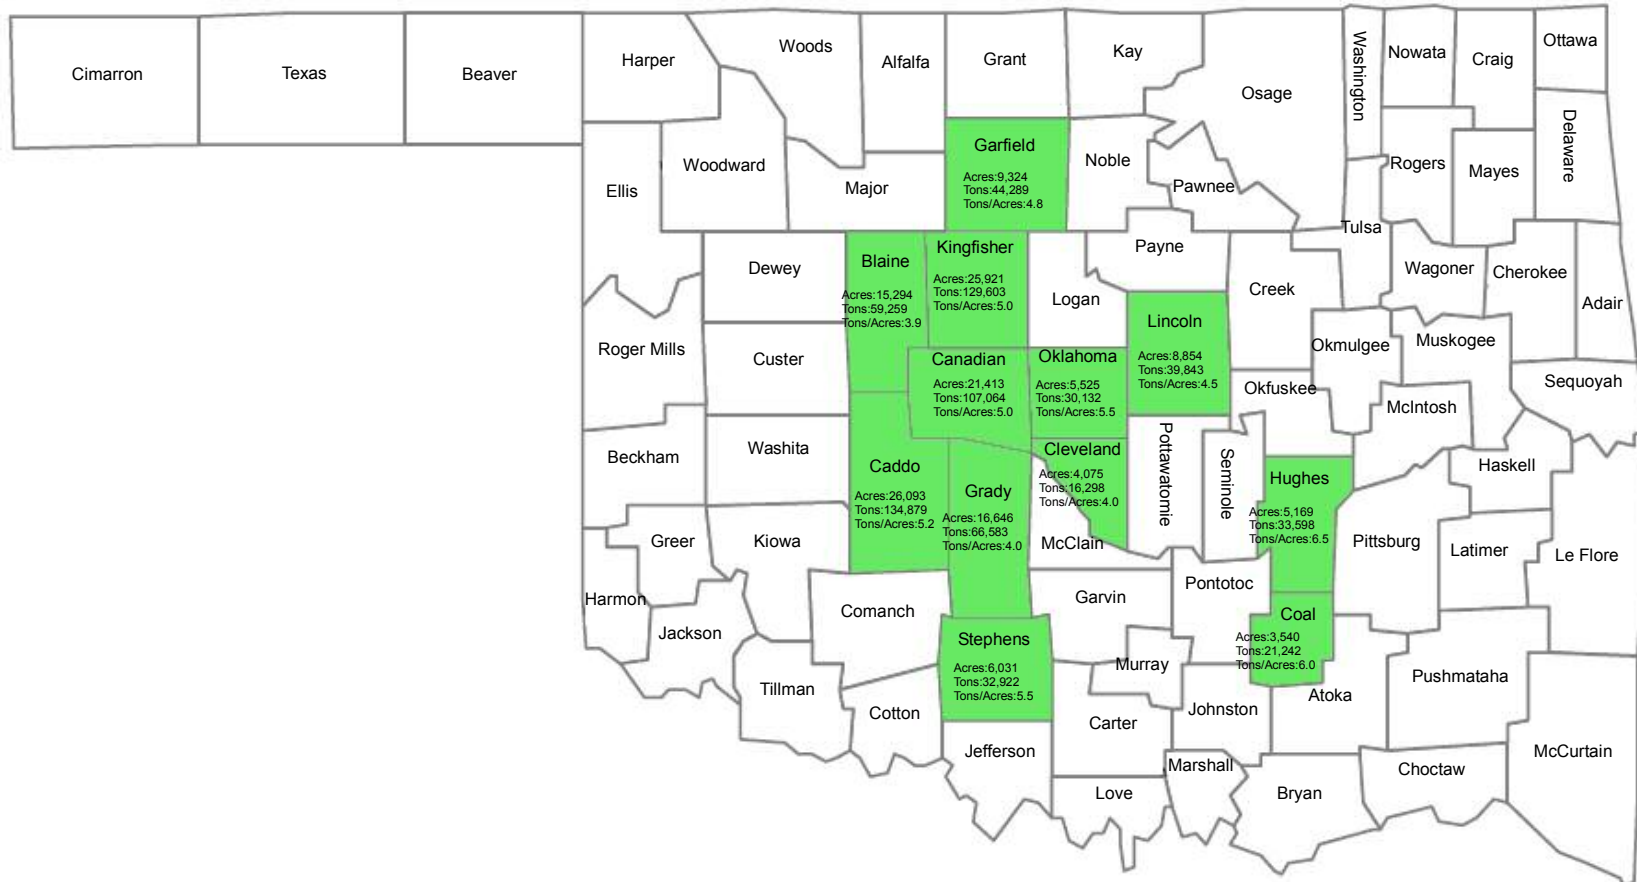 Cimarron
Texas
Beaver
Harper
Woods
Alfalfa
Grant
Kay
Osage
Washington
Nowata
Craig
Ottawa
Delaware
Ellis
Woodward
Major
Garfield
Acres:9,324
Tons:44,289
Tons/Acres:4.8
Noble
Pawnee
Rogers
Mayes
Tulsa
Dewey
Blaine
Acres:15,294
Tons:59,259
Tons/Acres:3.9
Kingfisher
Acres:25,921
Tons:129,603
Tons/Acres:5.0
Logan
Payne
Creek
Wagoner
Cherokee
Adair
Roger Mills
Custer
Canadian
Acres:21,413
Tons:107,064
Tons/Acres:5.0
Oklahoma
Acres:5,525
Tons:30,132
Tons/Acres:5.5
Lincoln
Acres:8,854
Tons:39,843
Tons/Acres:4.5
Okmulgee
Muskogee
Okfuskee
McIntosh
Sequoyah
Beckham
Washita
Caddo
Acres:26,093
Tons:134,879
Tons/Acres:5.2
Grady
Acres:16,646
Tons:66,583
Tons/Acres:4.0
Cleveland
Acres:4,075
Tons:16,298
Tons/Acres:4.0
McClain
Pottawatomie
Seminole
Hughes
Acres:5,169
Tons:33,598
Tons/Acres:6.5
Haskell
Pittsburg
Latimer
Le Flore
Greer
Kiowa
Harmon
Jackson
Comanch
Garvin
Pontotoc
Coal
Acres:3,540
Tons:21,242
Tons/Acres:6.0
Stephens
Acres:6,031
Tons:32,922
Tons/Acres:5.5
Murray
Tillman
Cotton
Carter
Johnston
Atoka
Pushmataha
Jefferson
Marshall
Love
Bryan
Choctaw
McCurtain